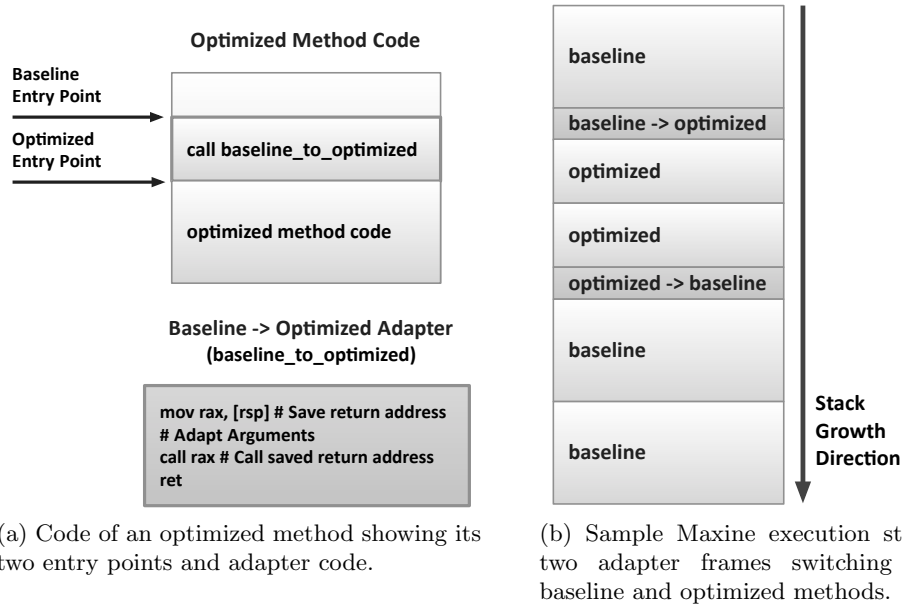 Optimized Method Code
Baseline
Entry Point
Optimized
Entry Point
call baseline_to_optimized
optimized method code
Baseline -> Optimized Adapter
(baseline_to_optimized)
mov rax, [rsp] # Save return address
# Adapt Arguments
call rax # Call saved return address
ret
(a) Code of an optimized method showing its
two entry points and adapter code.
baseline
baseline -> optimized
optimized
optimized
optimized -> baseline
baseline
baseline
Stack
Growth
Direction
(b) Sample Maxine execution st
two adapter frames switching
baseline and optimized methods.